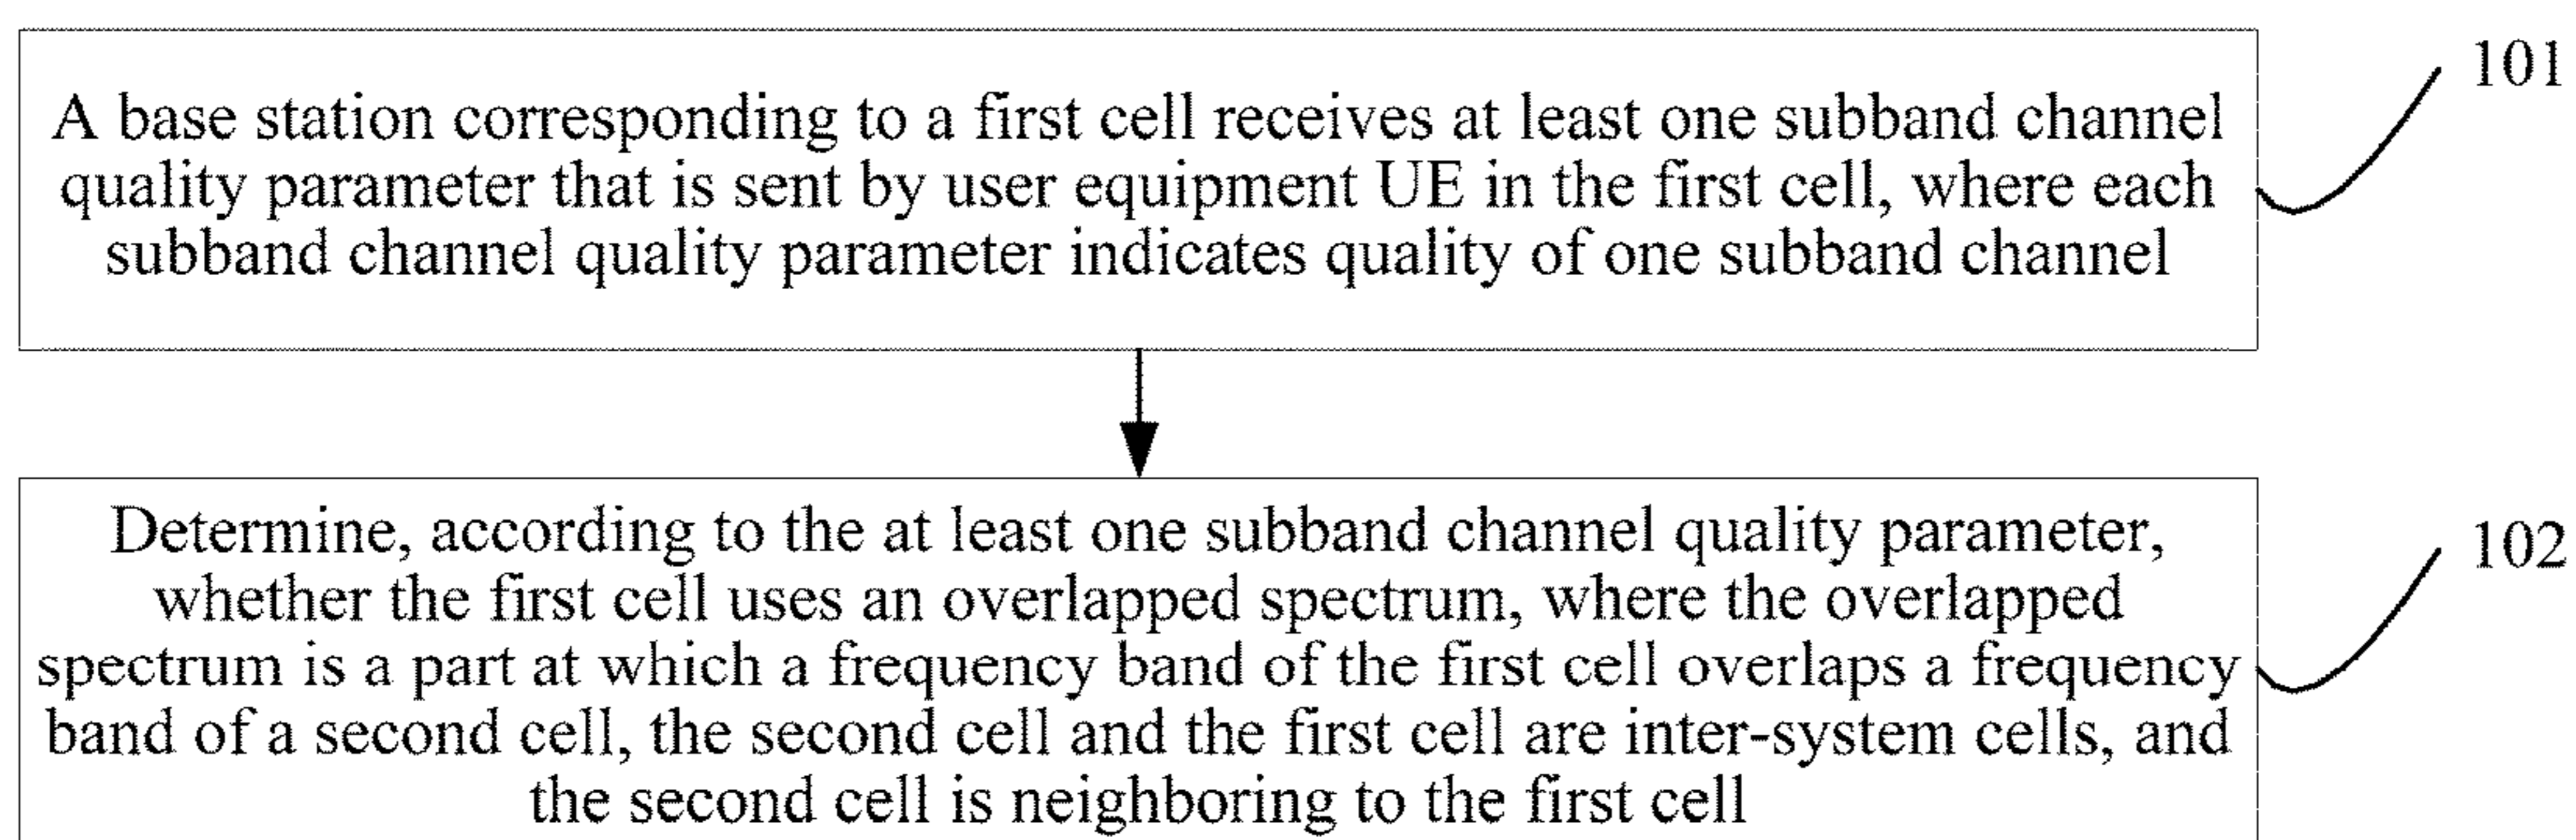 A base station corresponding to a first cell receives at least one subband channel
quality parameter that is sent by user equipment UE in the first cell, where each
subband channel quality parameter indicates quality of one subband channel
101
Determine, according to the at least one subband channel quality parameter,
whether the first cell uses an overlapped spectrum, where the overlapped
spectrum is a part at which a frequency band of the first cell overlaps a frequency
band of a second cell, the second cell and the first cell are inter-system cells, and
the second cell is neighboring to the first cell
102